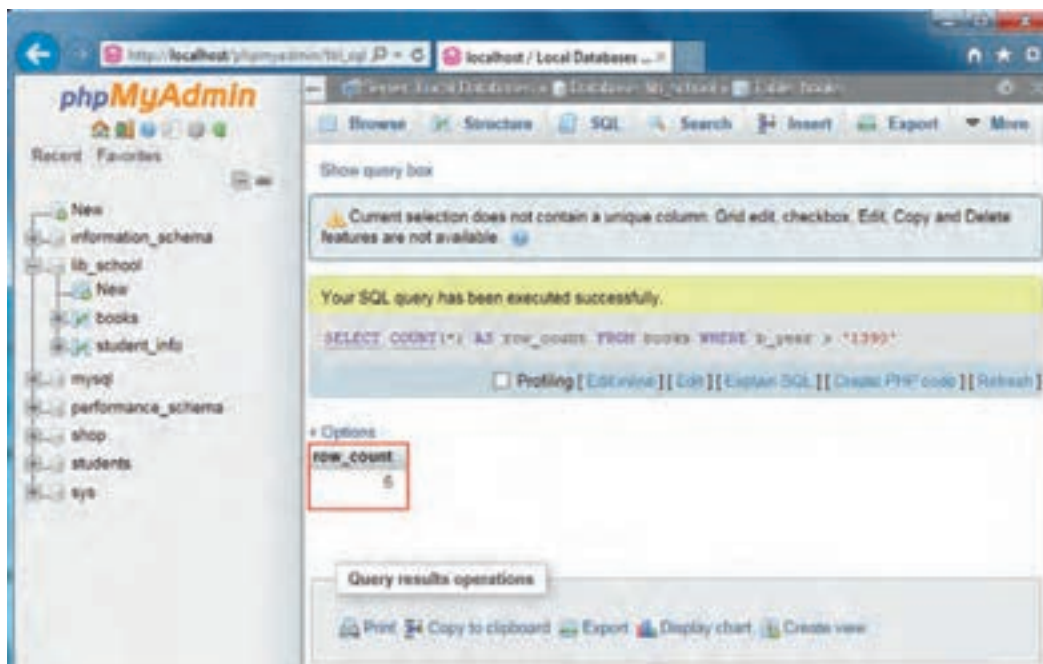 http://localhost/phpmyadmin/tbl_sql
localhost / Local Databases ...
phpMyAdmin
Recent Favorites
New
information_schema
lib_school
New
books
student_info
mysql
performance_schema
shop
students
sys
Browse Structure SQL Search Insert Export More
Show query box
Current selection does not contain a unique column. Grid edit, checkbox, Edit, Copy and Delete
features are not available.
Your SQL query has been executed successfully.
SELECT COUNT(*) AS row_count FROM books WHERE b_year > "1390"
Profiling [ Edit inline ] [ Edit ] [ Explain SQL ] [ Create PHP code ] [ Refresh ]
+ Options
row_count
Query results operations
Print Copy to clipboard Export Display chart Create view